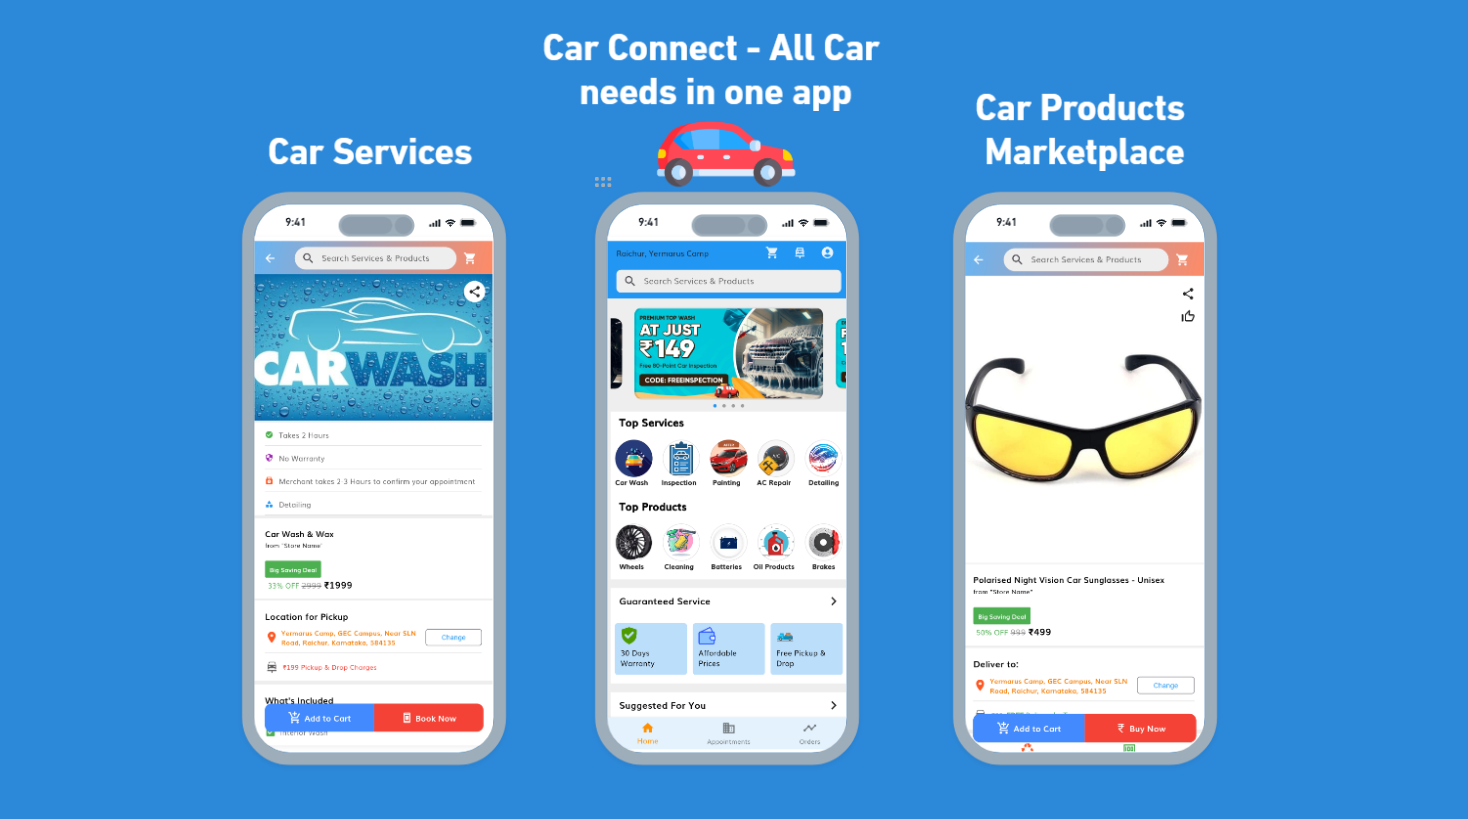 Car Connect - All Car
needs in one app
Car Services
Car Products
Marketplace
9:41
Search Services & Products
CARWASH
Takes 2 Hours
No Warranty
Merchant takes 2-3 Hours to confirm your appointment
Detailing
Car Wash & Wax
from 'Store Name'
Big Saving Deal
33% OFF 2999 ₹1999
Location for Pickup
Yermarus Camp, GEC Campus, Near SLN
Road, Raichur, Karnataka, 584135
Change
₹199 Pickup & Drop Charges
What's Included
Add to Cart
Book Now
Interior Wash
9:41
Raichur, Yermarus Camp
Search Services & Products
PREMIUM TOP WASH
AT JUST
₹149
Free 60-Point Car Inspection
CODE: FREEINSPECTION
Top Services
Car Wash
Inspection
Painting
AC Repair
Detailing
Top Products
Wheels
Cleaning
Batteries
Oil Products
Brakes
Guaranteed Service
30 Days
Warranty
Affordable
Prices
Free Pickup &
Drop
Suggested For You
Home
Appointments
Orders
9:41
Search Services & Products
Polarised Night Vision Car Sunglasses - Unisex
from "Store Name"
Big Saving Deal
50% OFF 999 ₹499
Deliver to:
Yermarus Camp, GEC Campus, Near SLN
Road, Raichur, Karnataka, 584135
Change
Add to Cart
₹ Buy Now